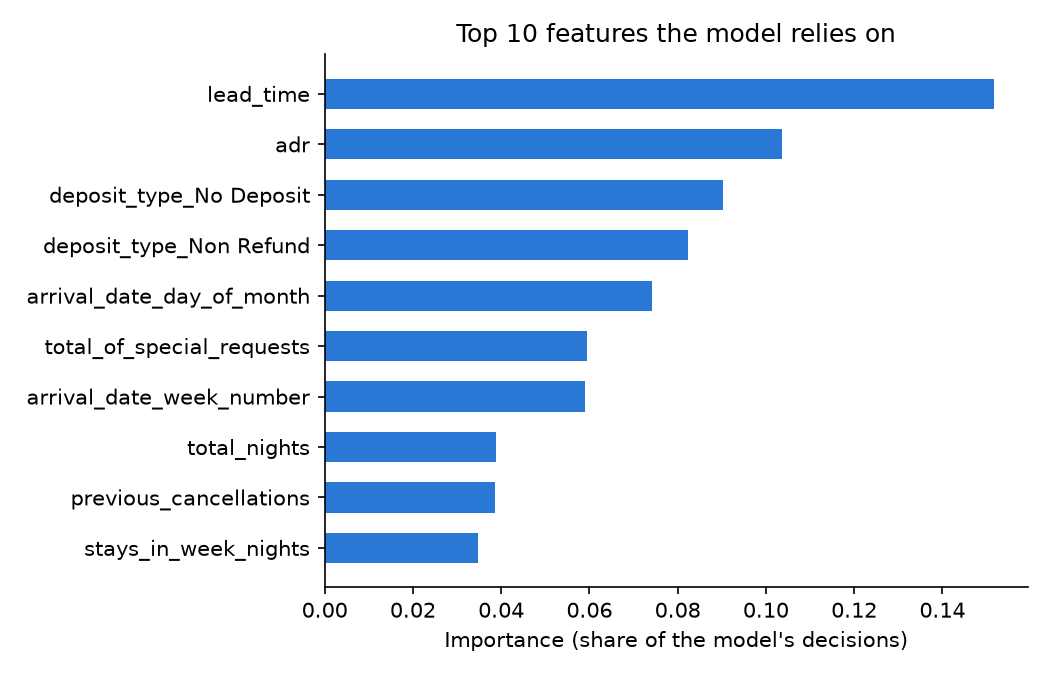 Top 10 features the model relies on
lead_time
adr
deposit_type_No Deposit
deposit_type_Non Refund
arrival_date_day_of_month
total_of_special_requests
arrival_date_week_number
total_nights
previous_cancellations
stays_in_week_nights
0.00 0.02 0.04 0.06 0.08 0.10 0.12 0.14
Importance (share of the model's decisions)